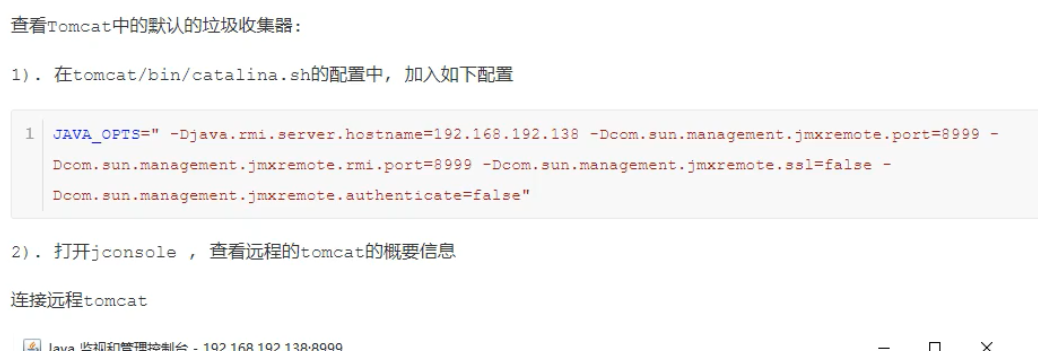 查看Tomcat中的默认的垃圾收集器:
1). 在tomcat/bin/catalina.sh的配置中, 加入如下配置
1 JAVA_OPTS=" -Djava.rmi.server.hostname=192.168.192.138 -Dcom.sun.management.jmxremote.port=8999 -
Dcom.sun.management.jmxremote.rmi.port=8999 -Dcom.sun.management.jmxremote.ssl=false -
Dcom.sun.management.jmxremote.authenticate=false"
2). 打开jconsole , 查看远程的tomcat的概要信息
连接远程tomcat
Java 监视和管理控制台 - 192.168.192.138:8999